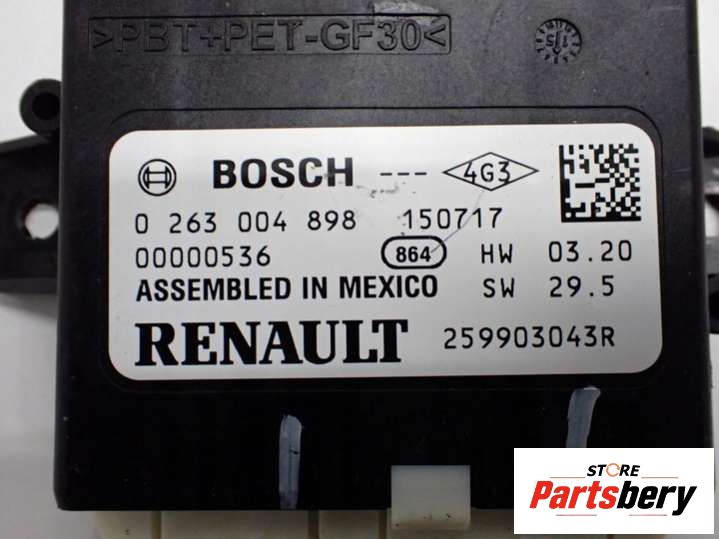 >PBT+PET-GF30<
BOSCH --- 4G3
0 263 004 898 150717
00000536 864 HW 03.20
ASSEMBLED IN MEXICO SW 29.5
RENAULT 259903043R
STORE
Partsbery